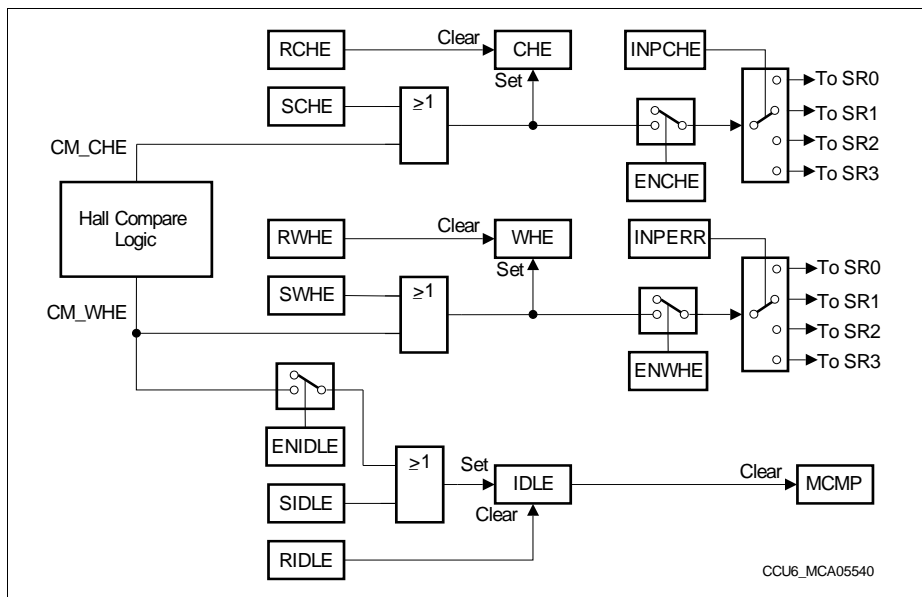 RCHE
Clear
CHE
INPCHE
Set
To SR0
SCHE
≥1
To SR1
To SR2
CM_CHE
ENCHE
To SR3
Hall Compare
Logic
RWHE
Clear
WHE
INPERR
Set
To SR0
CM_WHE
SWHE
≥1
To SR1
To SR2
ENWHE
To SR3
ENIDLE
≥1
Set
IDLE
Clear
MCMP
SIDLE
Clear
RIDLE
CCU6_MCA05540